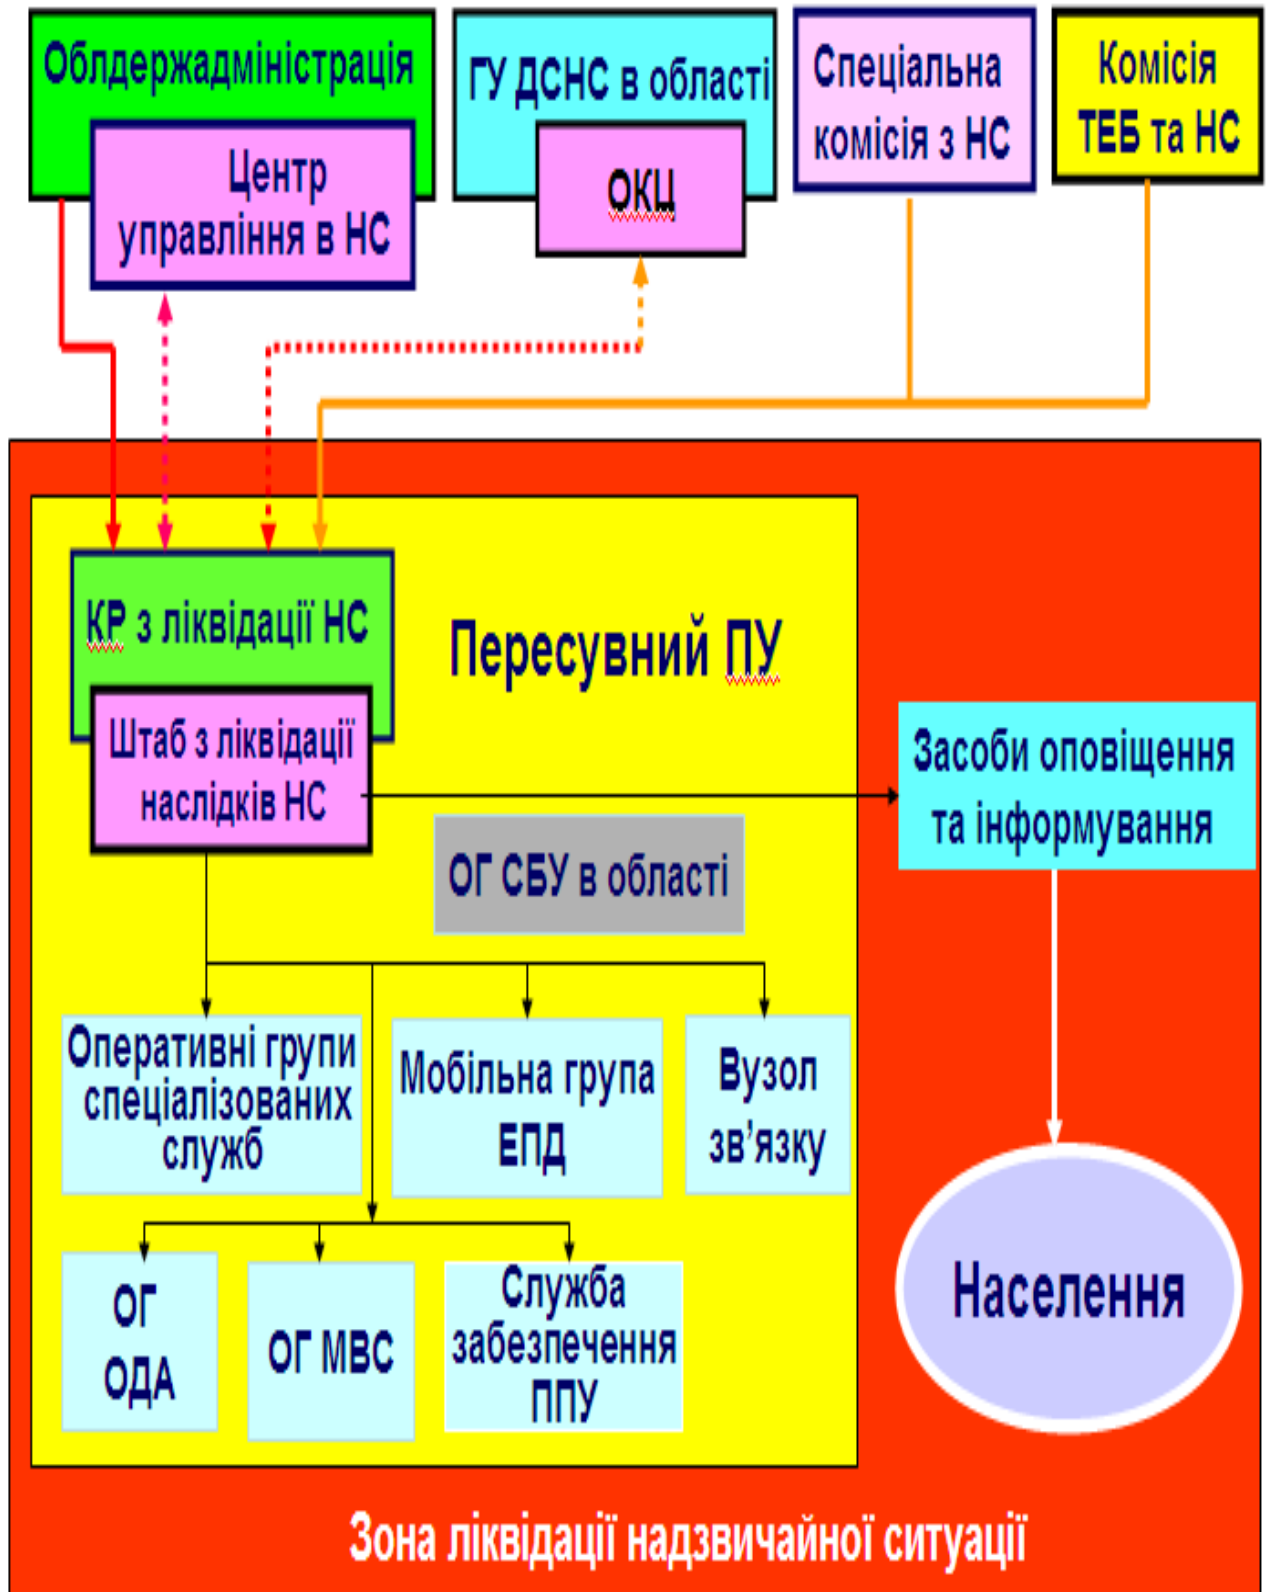 Облдержадміністрація
Центр
управління в НС
ГУ ДСНС в області
ОКЦ
Спеціальна
комісія з НС
Комісія
ТЕБ та НС
КР з ліквідації НС
Штаб з ліквідації
наслідків НС
Пересувний ПУ
Засоби оповіщення
та інформування
ОГ СБУ в області
Оперативні групи
спеціалізованих
служб
Мобільна група
ЕПД
Вузол
зв’язку
ОГ
ОДА
ОГ МВС
Служба
забезпечення
ППУ
Населення
Зона ліквідації надзвичайної ситуації